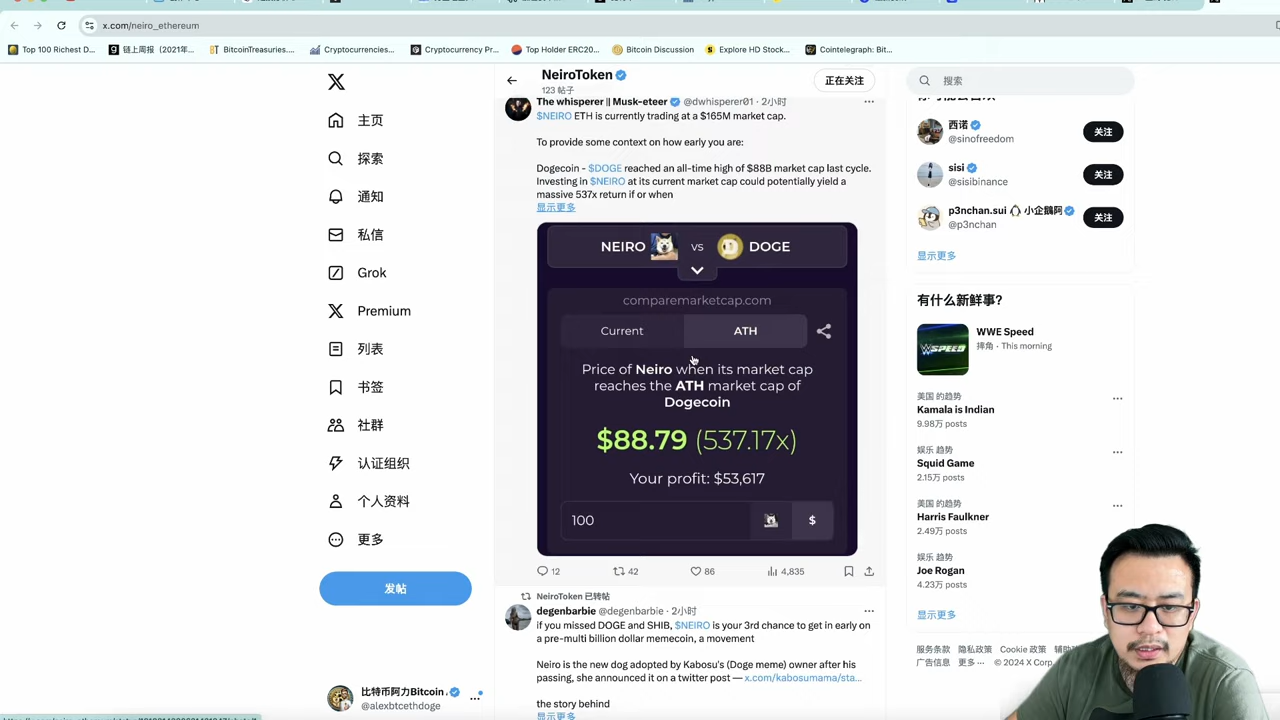 x.com/neiro_ethereum
Top 100 Richest D...
链上周报（2021年...
BitcoinTreasuries....
Cryptocurrencies...
Cryptocurrency Pr...
Top Holder ERC20...
Bitcoin Discussion
Explore HD Stock...
Cointelegraph: Bit...
主页
探索
通知
私信
Grok
Premium
列表
书签
社群
认证组织
个人资料
更多
发帖
比特币阿力Bitcoin
@alexbtcethdoge
NeiroToken
123 帖子
正在关注
The whisperer || Musk-eteer @dwhisperer01 · 2小时
$NEIRO ETH is currently trading at a $165M market cap.
To provide some context on how early you are:
Dogecoin - $DOGE reached an all-time high of $88B market cap last cycle.
Investing in $NEIRO at its current market cap could potentially yield a
massive 537x return if or when
显示更多
NEIRO VS DOGE
comparemarketcap.com
Current ATH
Price of Neiro when its market cap
reaches the ATH market cap of
Dogecoin
$88.79 (537.17x)
Your profit: $53,617
100 $
12 42 86 4,835
NeiroToken 已转帖
degenbarbie @degenbarbie · 2小时
if you missed DOGE and SHIB, $NEIRO is your 3rd chance to get in early on
a pre-multi billion dollar memecoin, a movement
Neiro is the new dog adopted by Kabosu's (Doge meme) owner after his
passing, she announced it on a twitter post — x.com/kabosumama/sta...
the story behind
显示更多
搜索
西诺
@sinofreedom
关注
sisi
@sisibinance
关注
p3nchan.sui 小企鵝阿
@p3nchan
关注
显示更多
有什么新鲜事?
WWE Speed
摔角 · This morning
美国 的趋势
Kamala is Indian
9.98万 posts
娱乐 趋势
Squid Game
2.15万 posts
美国 的趋势
Harris Faulkner
2.49万 posts
娱乐 趋势
Joe Rogan
4.23万 posts
显示更多
服务条款 隐私政策 Cookie 政策
广告信息 更多 ··· © 2024 X Corp.